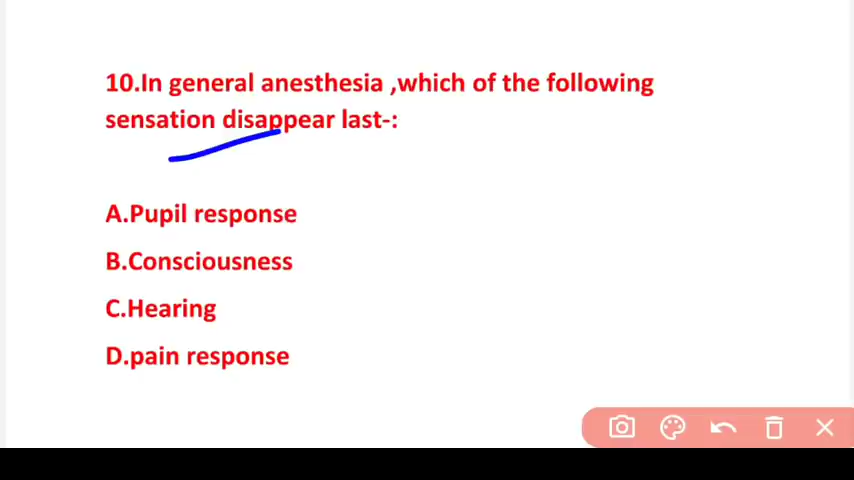 10.In general anesthesia ,which of the following
sensation disappear last-:
A.Pupil response
B.Consciousness
C.Hearing
D.pain response